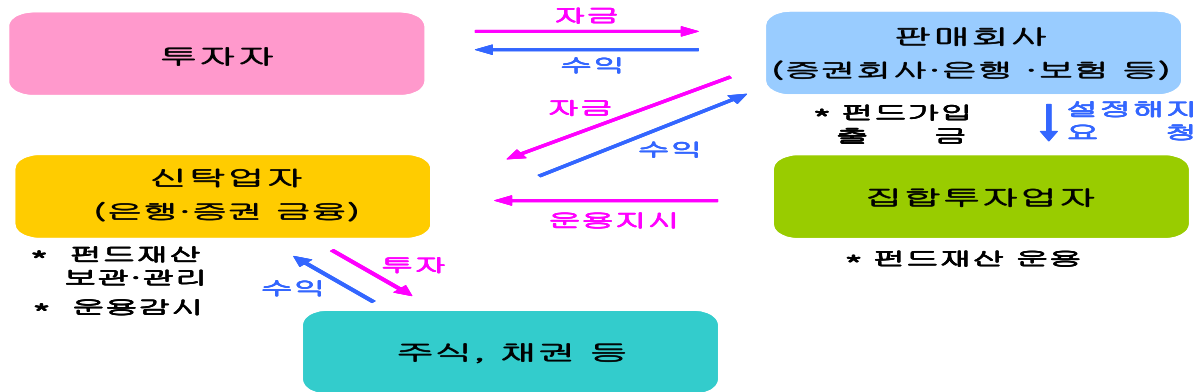 자금
투자자
판매회사
수익
(증권회사·은행 ·보험 등)
자금
* 펀드가입
출 금
설정해지
요 청
수익
신탁업자
(은행·증권 금융)
집합투자업자
운용지시
* 펀드재산
보관·관리
* 운용감시
* 펀드재산 운용
투자
수익
주식, 채권 등